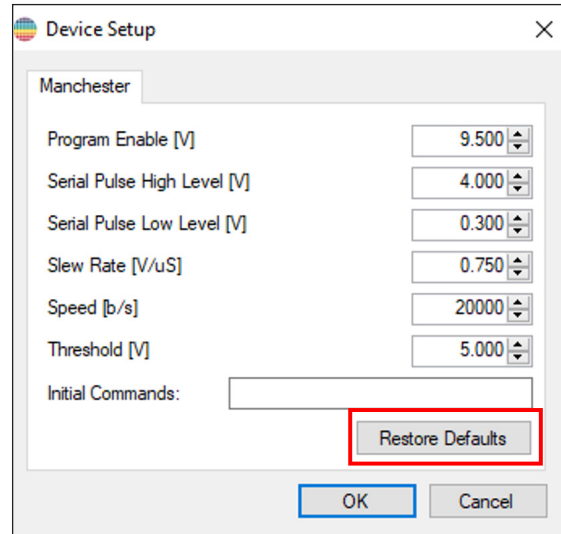 Device Setup
Manchester
Program Enable [V] 9.500
Serial Pulse High Level [V] 4.000
Serial Pulse Low Level [V] 0.300
Slew Rate [V/uS] 0.750
Speed [b/s] 20000
Threshold [V] 5.000
Initial Commands:
Restore Defaults
OK Cancel